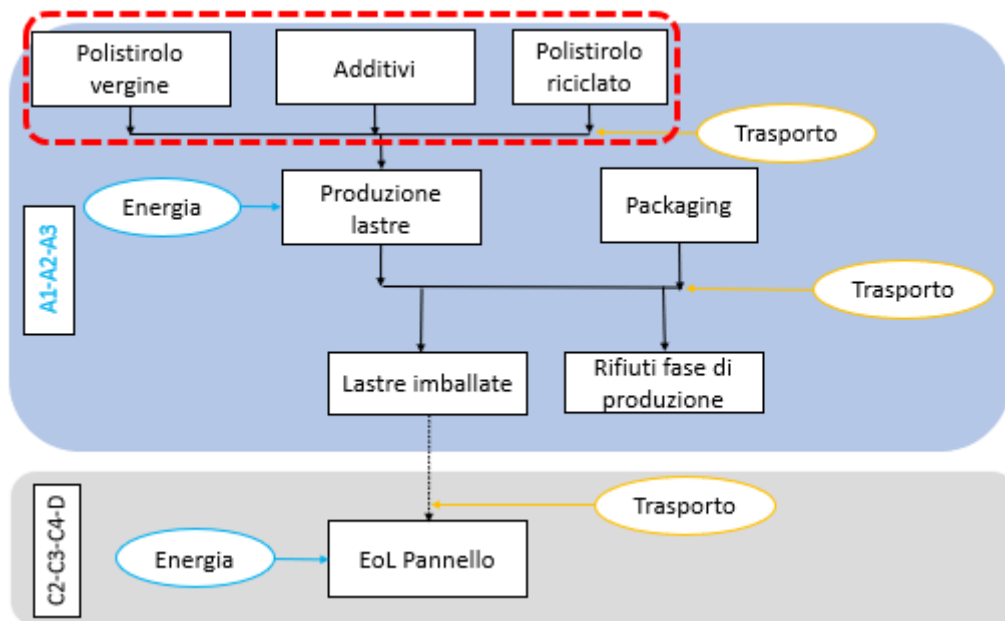 Polistirolo
vergine
Additivi
Polistirolo
riciclato
Trasporto
Energia
Produzione
lastre
Packaging
A1-A2-A3
Trasporto
Lastre imballate
Rifiuti fase di
produzione
C2-C3-C4-D
Trasporto
Energia
EoL Pannello